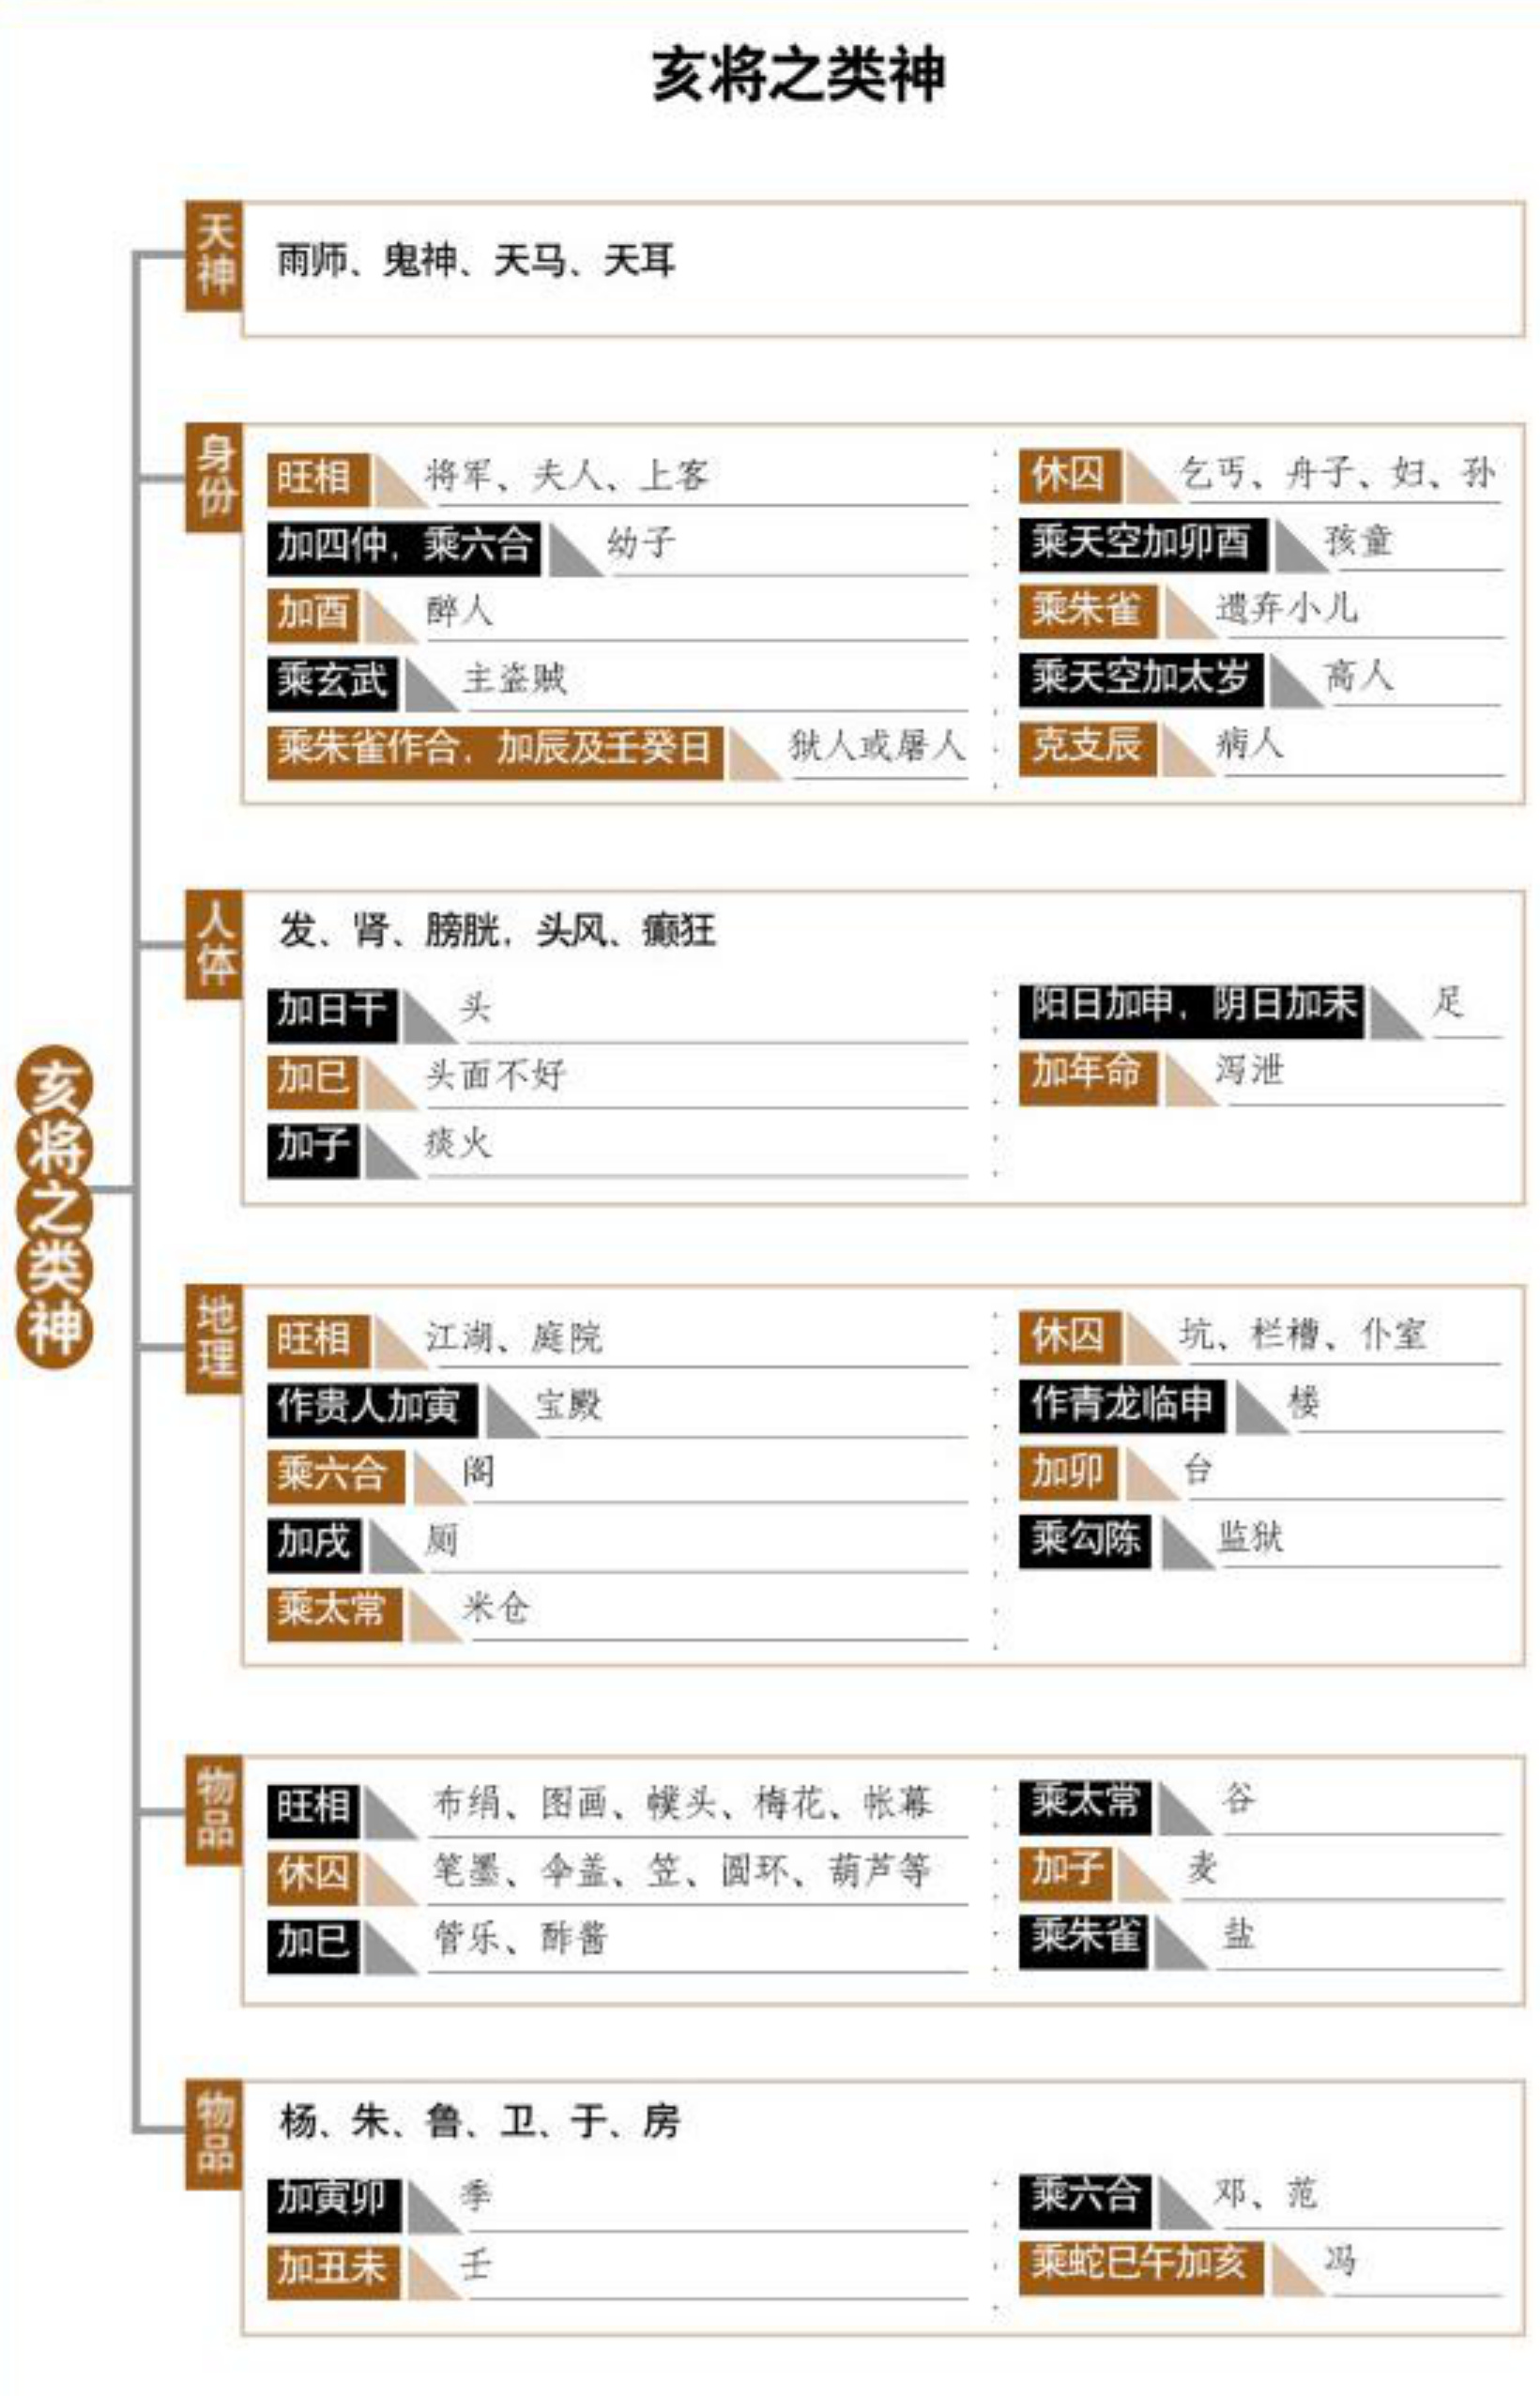 亥将之类神
亥将之类神
天神
雨师、鬼神、天马、天耳
身份
旺相 将军、夫人、上客
休囚 乞丐、舟子、妇、孙
加四仲，乘六合 幼子
乘天空加卯酉 孩童
加酉 醉人
乘朱雀 遗弃小儿
乘玄武 主盗贼
乘天空加太岁 高人
乘朱雀作合，加辰及壬癸日 狱人或屠人
克支辰 病人
人体
发、肾、膀胱，头风、癫狂
加日干 头
阳日加申，阴日加未 足
加巳 头面不好
加年命 泻泄
加子 痰火
地理
旺相 江湖、庭院
休囚 坑、栏槽、仆室
作贵人加寅 宝殿
作青龙临申 楼
乘六合 阁
加卯 台
加戌 厕
乘勾陈 监狱
乘太常 米仓
物品
旺相 布绢、图画、幞头、梅花、帐幕
乘太常 谷
休囚 笔墨、伞盖、笠、圆环、葫芦等
加子 麦
加巳 管乐、酢酱
乘朱雀 盐
物品
杨、朱、鲁、卫、于、房
加寅卯 季
乘六合 邓、范
加丑未 壬
乘蛇巳午加亥 冯